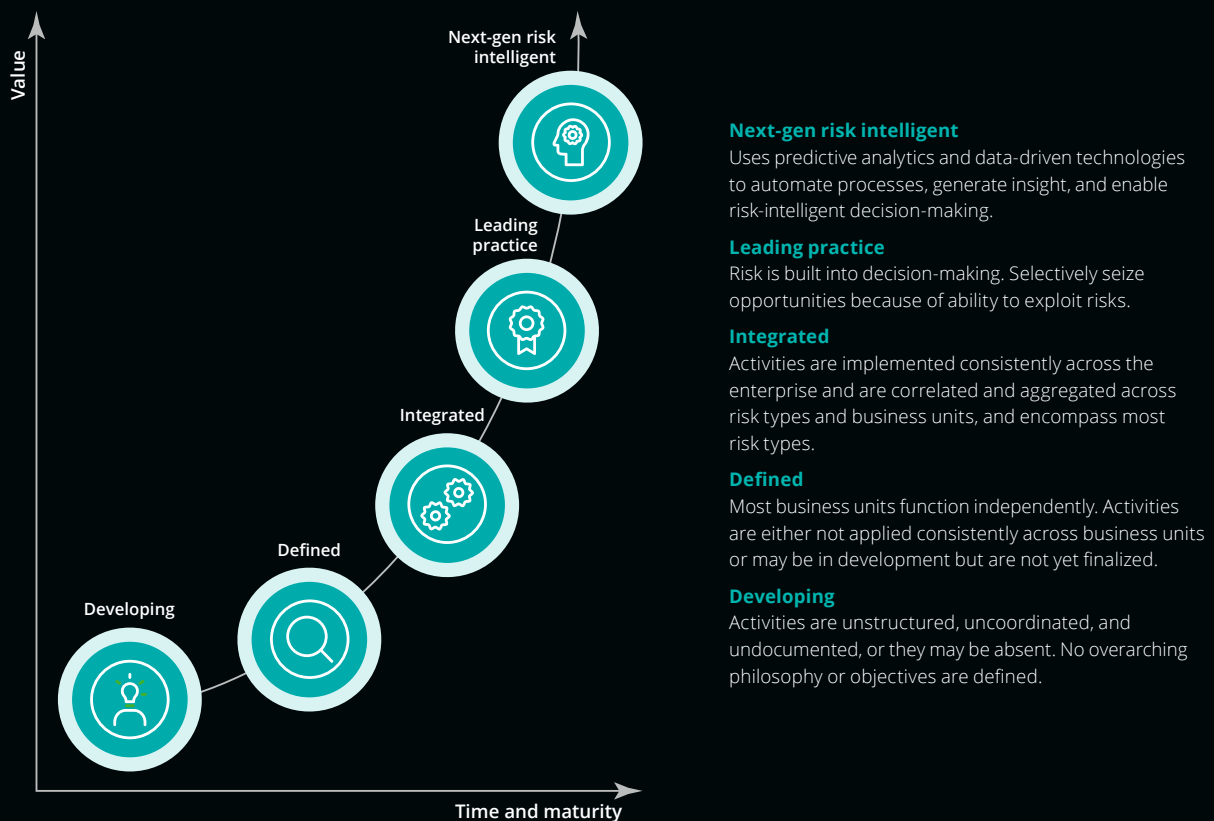 Value
Next-gen risk
intelligent
Leading
practice
Integrated
Defined
Developing
Time and maturity
Next-gen risk intelligent
Uses predictive analytics and data-driven technologies
to automate processes, generate insight, and enable
risk-intelligent decision-making.
Leading practice
Risk is built into decision-making. Selectively seize
opportunities because of ability to exploit risks.
Integrated
Activities are implemented consistently across the
enterprise and are correlated and aggregated across
risk types and business units, and encompass most
risk types.
Defined
Most business units function independently. Activities
are either not applied consistently across business units
or may be in development but are not yet finalized.
Developing
Activities are unstructured, uncoordinated, and
undocumented, or they may be absent. No overarching
philosophy or objectives are defined.